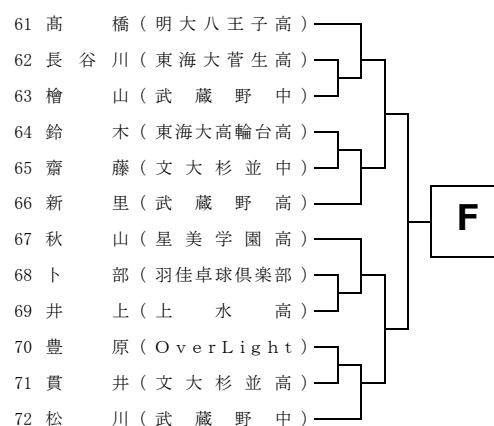 61 髙橋(明大八王子高)
62 長谷川(東海大菅生高)
63 檜山(武蔵野中)
64 鈴木(東海大高輪台高)
65 齋藤(文大杉並中)
66 新里(武蔵野高)
67 秋山(星美学園高)
68 卜部(羽佳卓球倶楽部)
69 井上(上水高)
70 豊原(OverLight)
71 貫井(文大杉並高)
72 松川(武蔵野中)
F